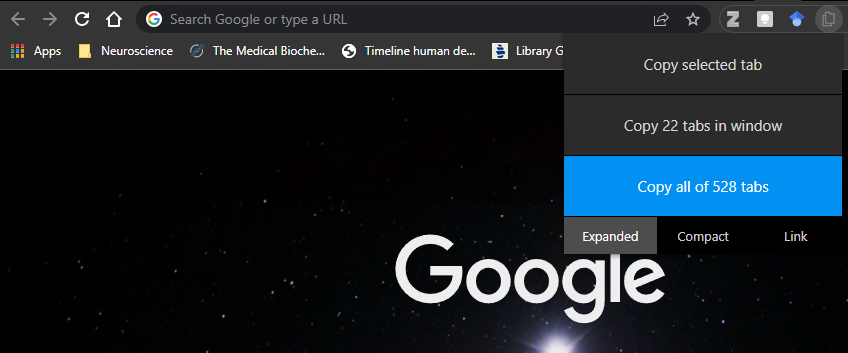 Search Google or type a URL
Apps Neuroscience The Medical Bioche... Timeline human de... Library G
Copy selected tab
Copy 22 tabs in window
Copy all of 528 tabs
Expanded Compact Link
Google